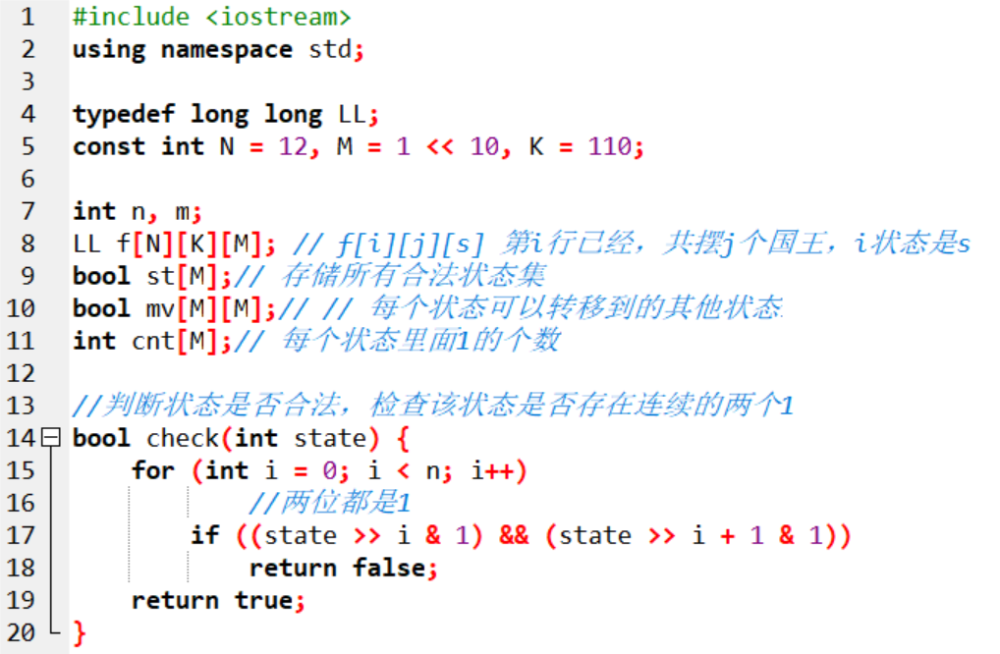 1 #include <iostream>
2 using namespace std;
3
4 typedef long long LL;
5 const int N = 12, M = 1 << 10, K = 110;
6
7 int n, m;
8 LL f[N][K][M]; // f[i][j][s] 第i行已经，共摆j个国王，i状态是s
9 bool st[M];// 存储所有合法状态集
10 bool mv[M][M];// // 每个状态可以转移到的其他状态
11 int cnt[M];// 每个状态里面1的个数
12
13 //判断状态是否合法，检查该状态是否存在连续的两个1
14 bool check(int state) {
15 for (int i = 0; i < n; i++)
16 //两位都是1
17 if ((state >> i & 1) && (state >> i + 1 & 1))
18 return false;
19 return true;
20 }